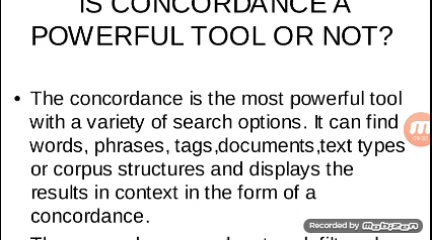 IS CONCORDANCE A
POWERFUL TOOL OR NOT?
• The concordance is the most powerful tool
with a variety of search options. It can find
words, phrases, tags,documents,text types
or corpus structures and displays the
results in context in the form of a
concordance.
Recorded by Mobizen